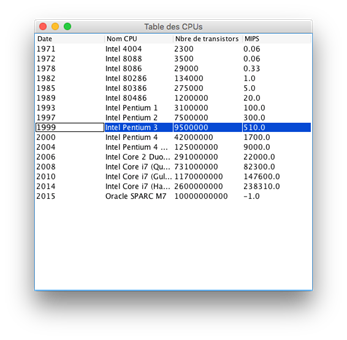 Table des CPUs
Date Nom CPU Nbre de transistors MIPS
1971 Intel 4004 2300 0.06
1972 Intel 8088 3500 0.06
1978 Intel 8086 29000 0.33
1982 Intel 80286 134000 1.0
1985 Intel 80386 275000 5.0
1989 Intel 80486 1200000 20.0
1993 Intel Pentium 1 3100000 100.0
1997 Intel Pentium 2 7500000 300.0
1999 Intel Pentium 3 9500000 510.0
2000 Intel Pentium 4 42000000 1700.0
2004 Intel Pentium 4 ... 125000000 9000.0
2006 Intel Core 2 Duo... 291000000 22000.0
2008 Intel Core i7 (Qu... 731000000 82300.0
2010 Intel Core i7 (Gul... 1170000000 147600.0
2014 Intel Core i7 (Ha... 2600000000 238310.0
2015 Oracle SPARC M7 10000000000 -1.0